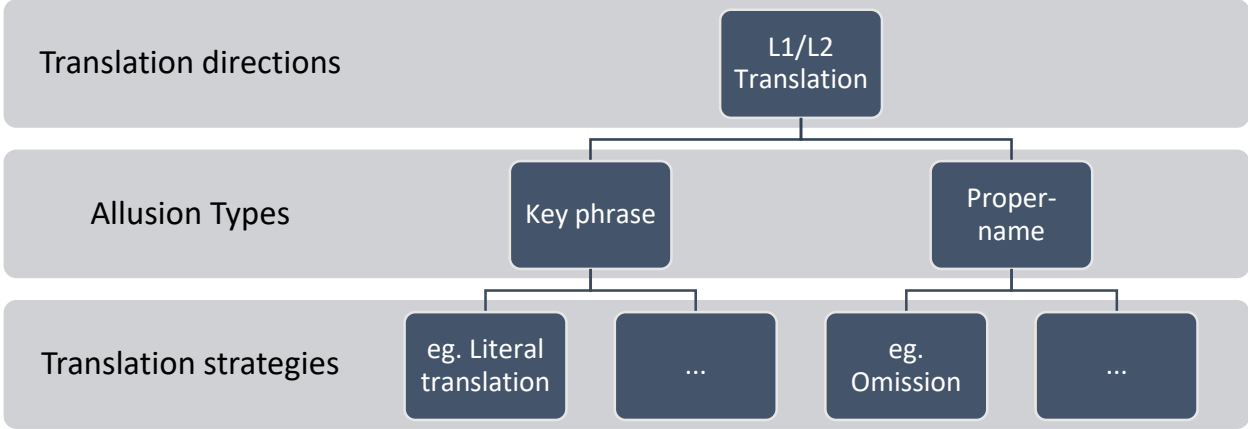 Translation directions
L1/L2
Translation
Allusion Types
Key phrase
Proper-
name
Translation strategies
eg. Literal
translation
...
eg.
Omission
...